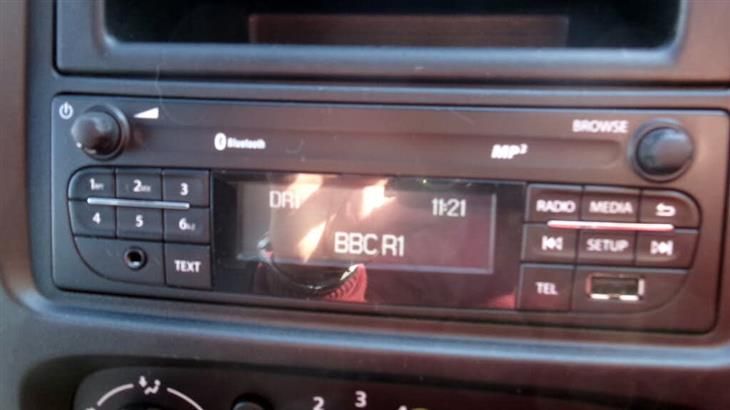 Bluetooth
MP3
BROWSE
1
2
3
DR1
11:21
RADIO
MEDIA
4
5
6
BBC R1
SETUP
TEXT
TEL
2
3
4